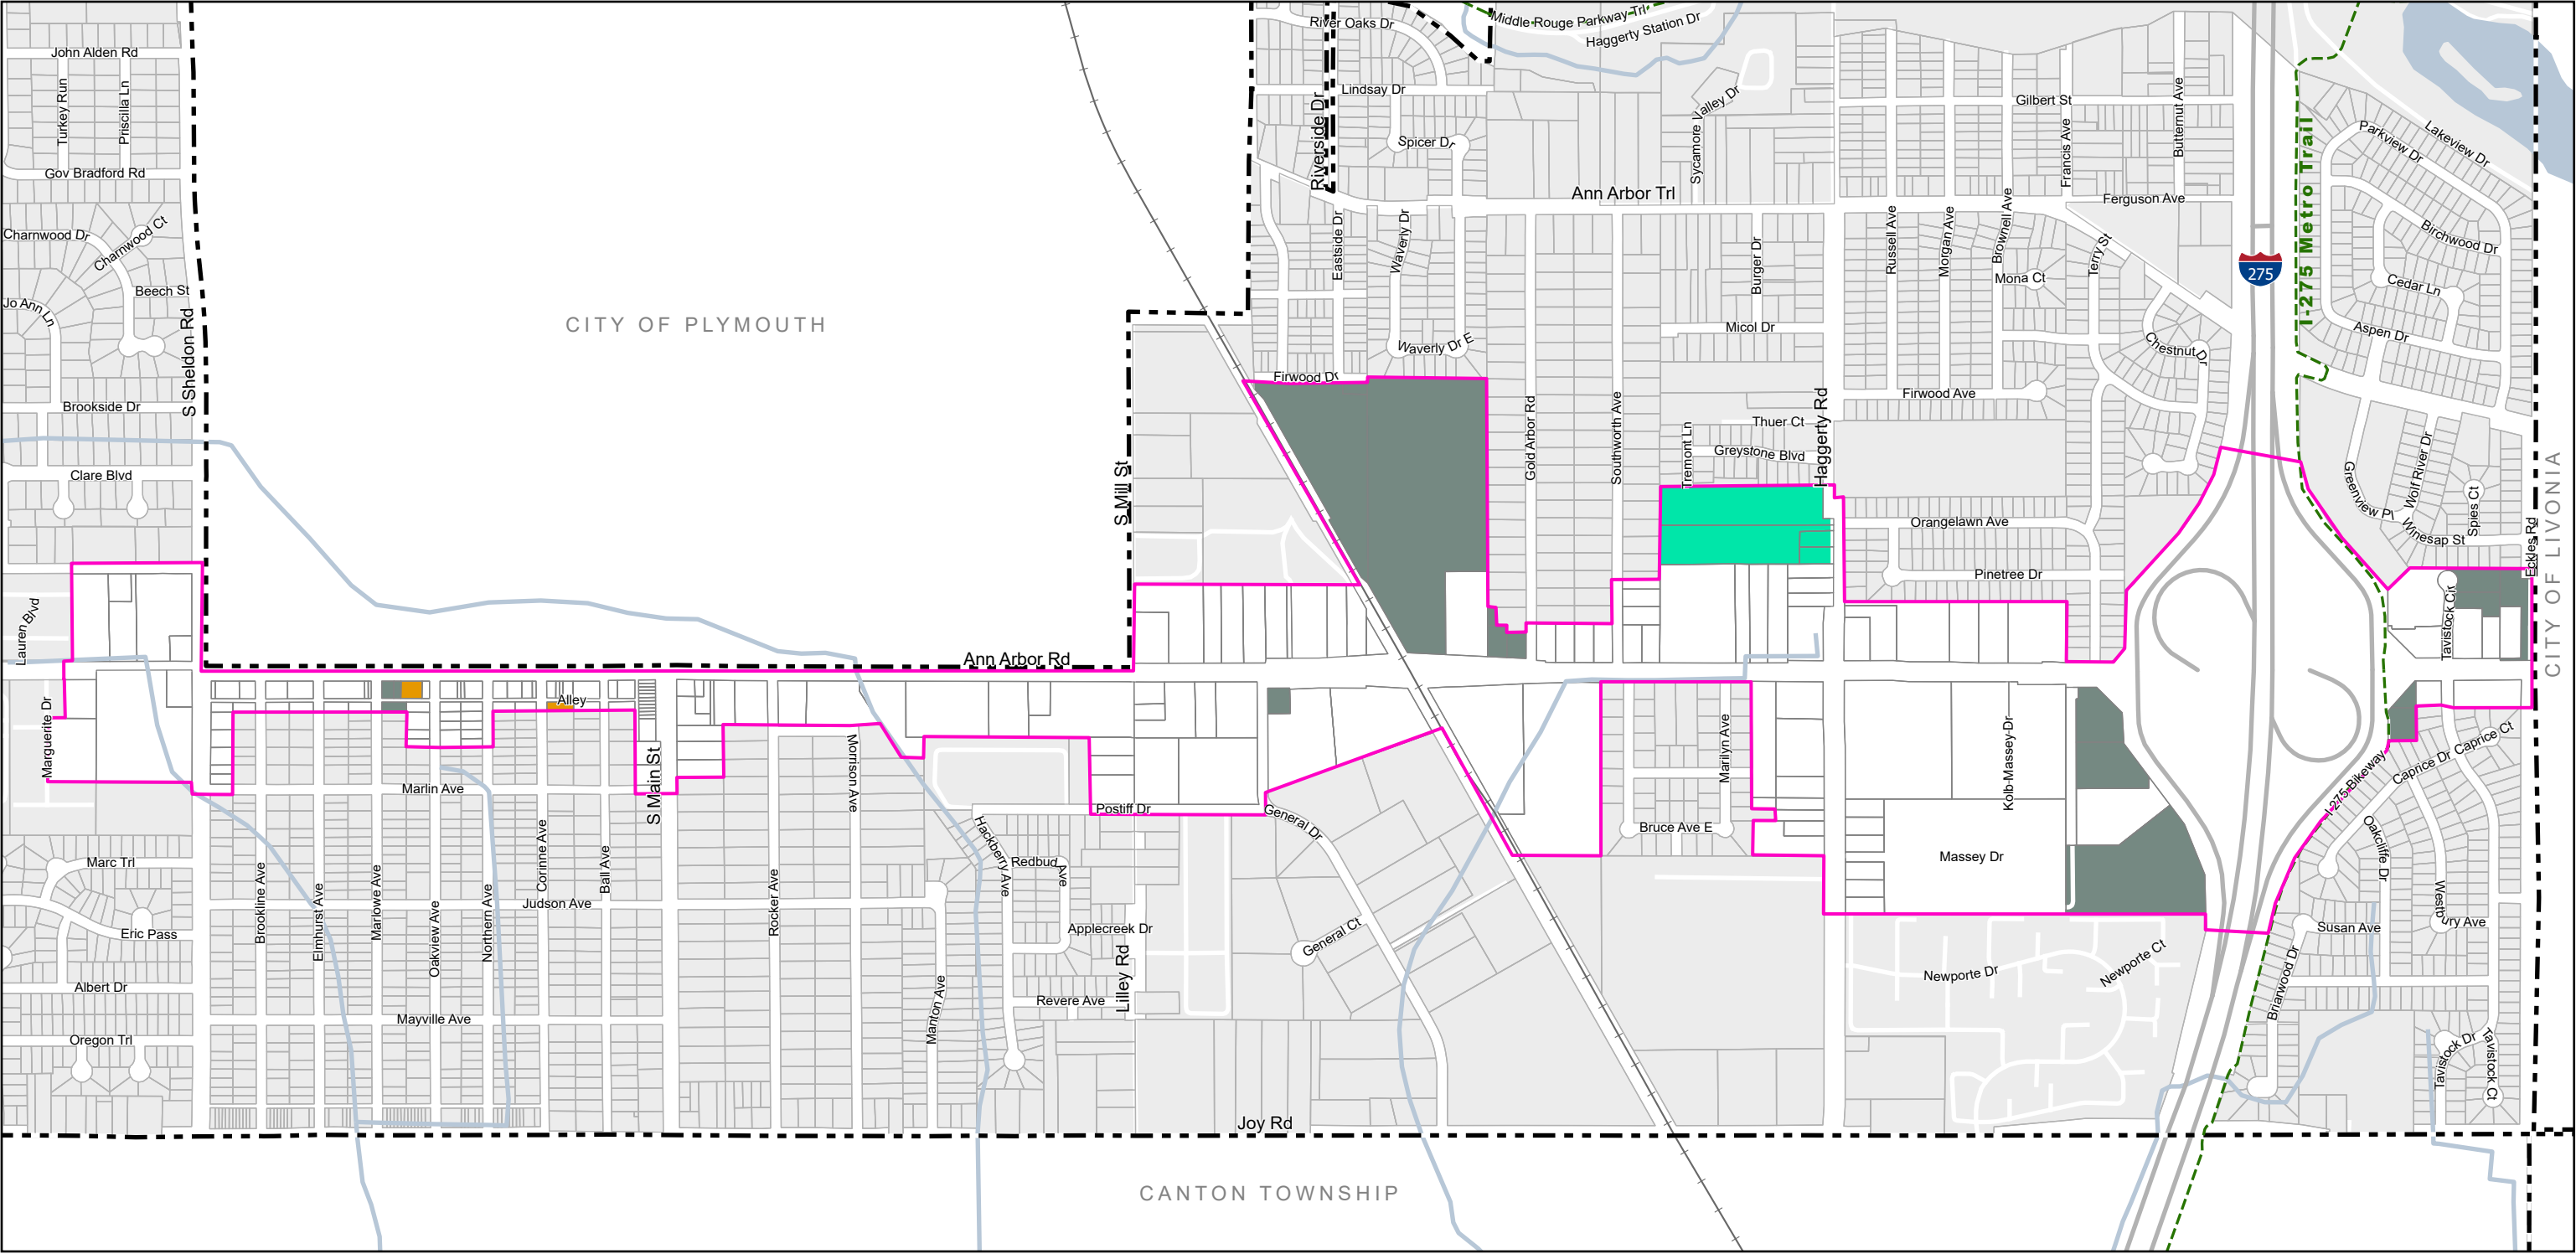 River Oaks Dr
Middle Rouge Parkway Trl
Haggerty Station Dr
John Alden Rd
Turkey Run
Priscilla Ln
Lindsay Dr
Riverside Dr
Spicer Dr
Sycamore Valley Dr
Gilbert St
Francis Ave
Butternut Ave
Parkview Dr
Lakeview Dr
Gov Bradford Rd
Ann Arbor Trl
Ferguson Ave
I-275 Metro Trail
Charnwood Dr
Charnwood Ct
Eastside Dr
Waverly Dr
Burger Dr
Russell Ave
Morgan Ave
Brownell Ave
Terry St
Birchwood Dr
Mona Ct
275
Cedar Ln
Beech St
Jo Ann Ln
S Sheldon Rd
CITY OF PLYMOUTH
Micol Dr
Aspen Dr
Waverly Dr E
Chestnut Dr
Firwood Dr
Firwood Ave
Brookside Dr
Gold Arbor Rd
Southworth Ave
Tremont Ln
Thuer Ct
Greystone Blvd
Haggerty Rd
Clare Blvd
S Mill St
Greenview Pl
Wolf River Dr
Spies Ct
Winesap St
Eckles Rd
CITY OF LIVONIA
Orangelawn Ave
Pinetree Dr
Lauren Blvd
Tavistock Cir
Ann Arbor Rd
Alley
Marguerite Dr
S Main St
Morrison Ave
Marilyn Ave
Kolb-Massey Dr
Caprice Ct
Caprice Dr
I-275 Bikeway
Marlin Ave
Postiff Dr
General Dr
Bruce Ave E
Massey Dr
Oakcliffe Dr
Marc Trl
Brookline Ave
Elmhurst Ave
Marlowe Ave
Oakview Ave
Northern Ave
Corinne Ave
Ball Ave
Judson Ave
Rocker Ave
Hackberry Ave
Redbud Ave
Applecreek Dr
General Ct
Westbury Ave
Susan Ave
Eric Pass
Lilley Rd
Newporte Dr
Newporte Ct
Briarwood Dr
Albert Dr
Manton Ave
Revere Ave
Mayville Ave
Oregon Trl
Tavistock Dr
Tavistock Ct
Joy Rd
CANTON TOWNSHIP